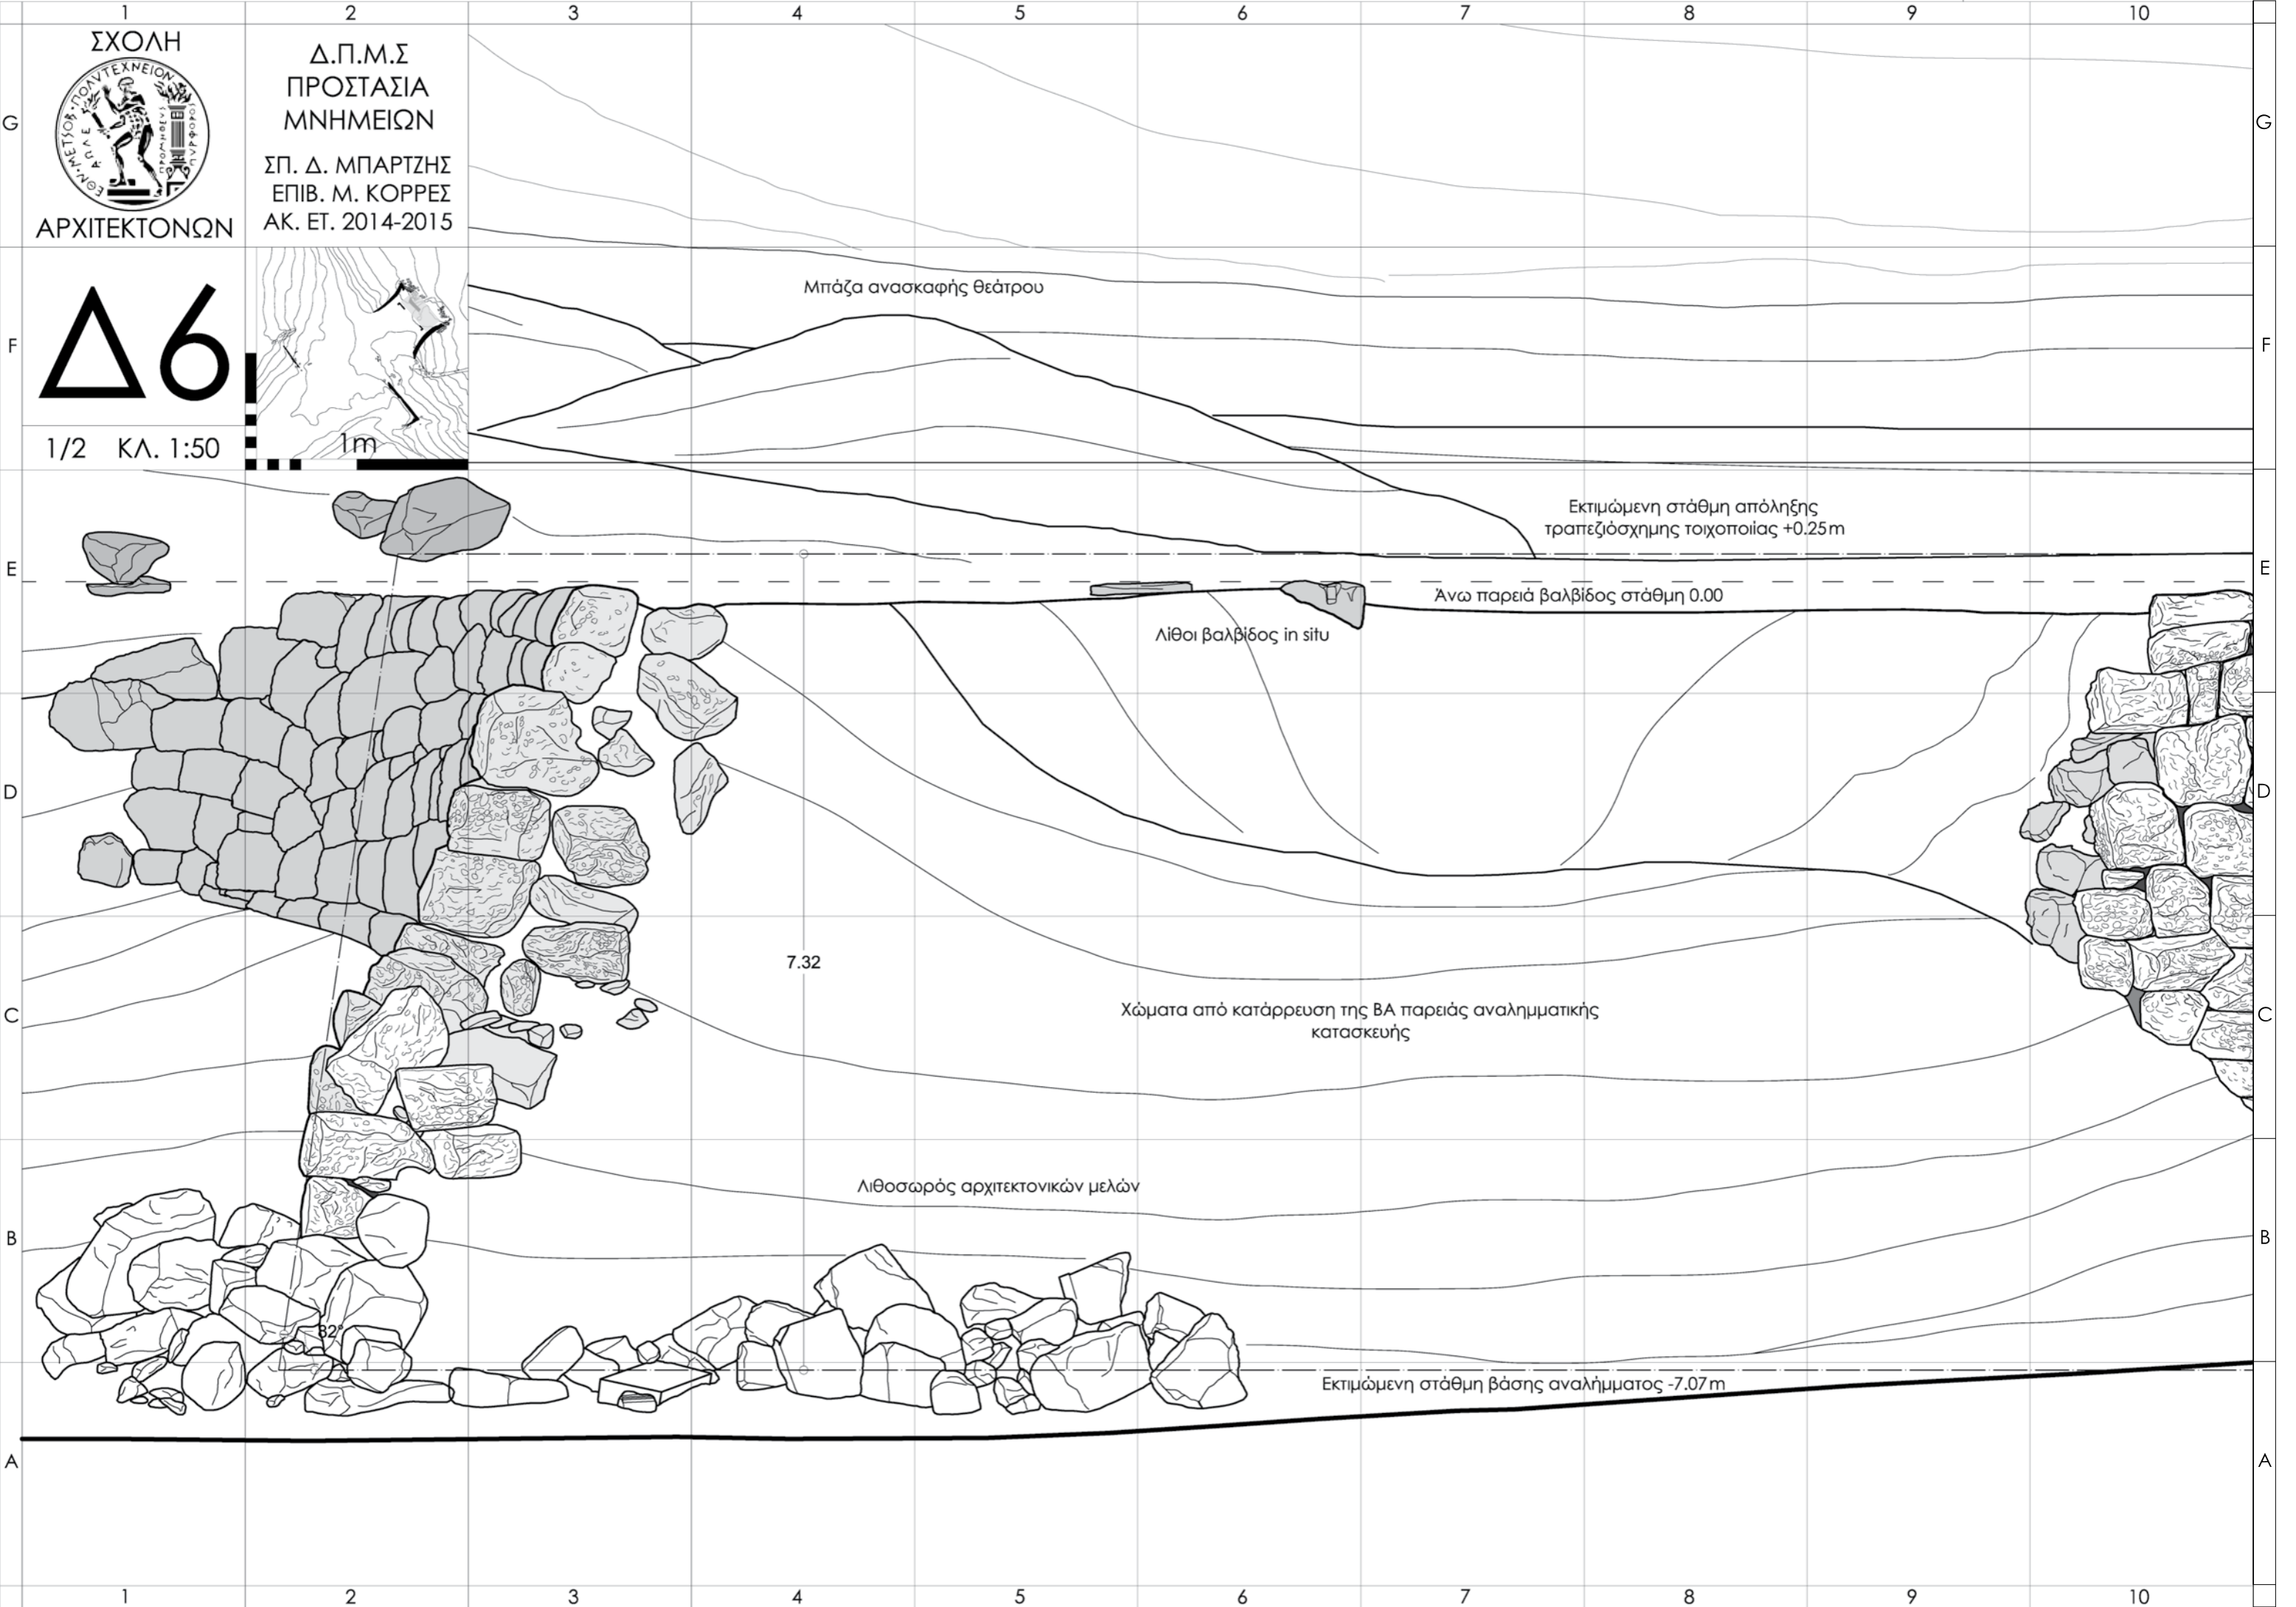 1 2 3 4 5 6 7 8 9 10
ΣΧΟΛΗ
ΕΘΝ·ΜΕΤΣΟΒ·ΠΟΛΥΤΕΧΝΕΙΟΝ
ΠΥΡΦΟΡΟΣ
ΑΡΧΙΤΕΚΤΟΝΩΝ
Δ.Π.Μ.Σ
ΠΡΟΣΤΑΣΙΑ
ΜΝΗΜΕΙΩΝ
ΣΠ. Δ. ΜΠΑΡΤΖΗΣ
ΕΠΙΒ. Μ. ΚΟΡΡΕΣ
ΑΚ. ΕΤ. 2014-2015
G G
Δ6
1/2 ΚΛ. 1:50
1m
F F
Μπάζα ανασκαφής θεάτρου
Εκτιμώμενη στάθμη απόληξης
τραπεζιόσχημης τοιχοποιίας +0.25m
E E
Άνω παρειά βαλβίδος στάθμη 0.00
Λίθοι βαλβίδος in situ
D D
7.32
Χώματα από κατάρρευση της ΒΑ παρειάς αναλημματικής
κατασκευής
C C
Λιθοσωρός αρχιτεκτονικών μελών
B B
82°
Εκτιμώμενη στάθμη βάσης αναλήμματος -7.07m
A A
1 2 3 4 5 6 7 8 9 10